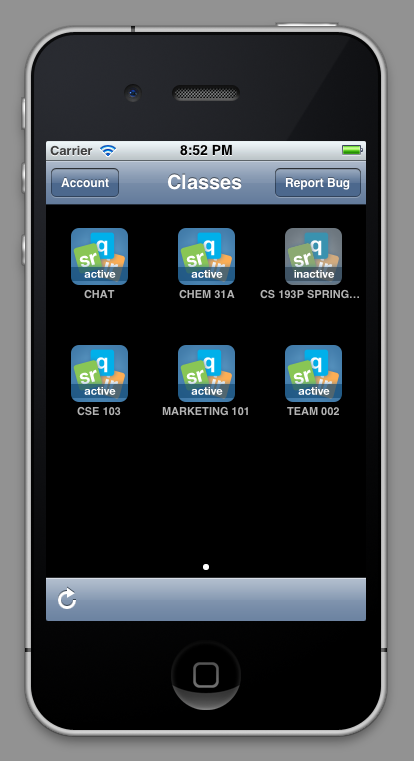 Carrier 8:52 PM
Account Classes Report Bug
q sr
active
CHAT
q sr
active
CHEM 31A
q sr
inactive
CS 193P SPRING...
q sr
active
CSE 103
q sr
active
MARKETING 101
q sr
active
TEAM 002